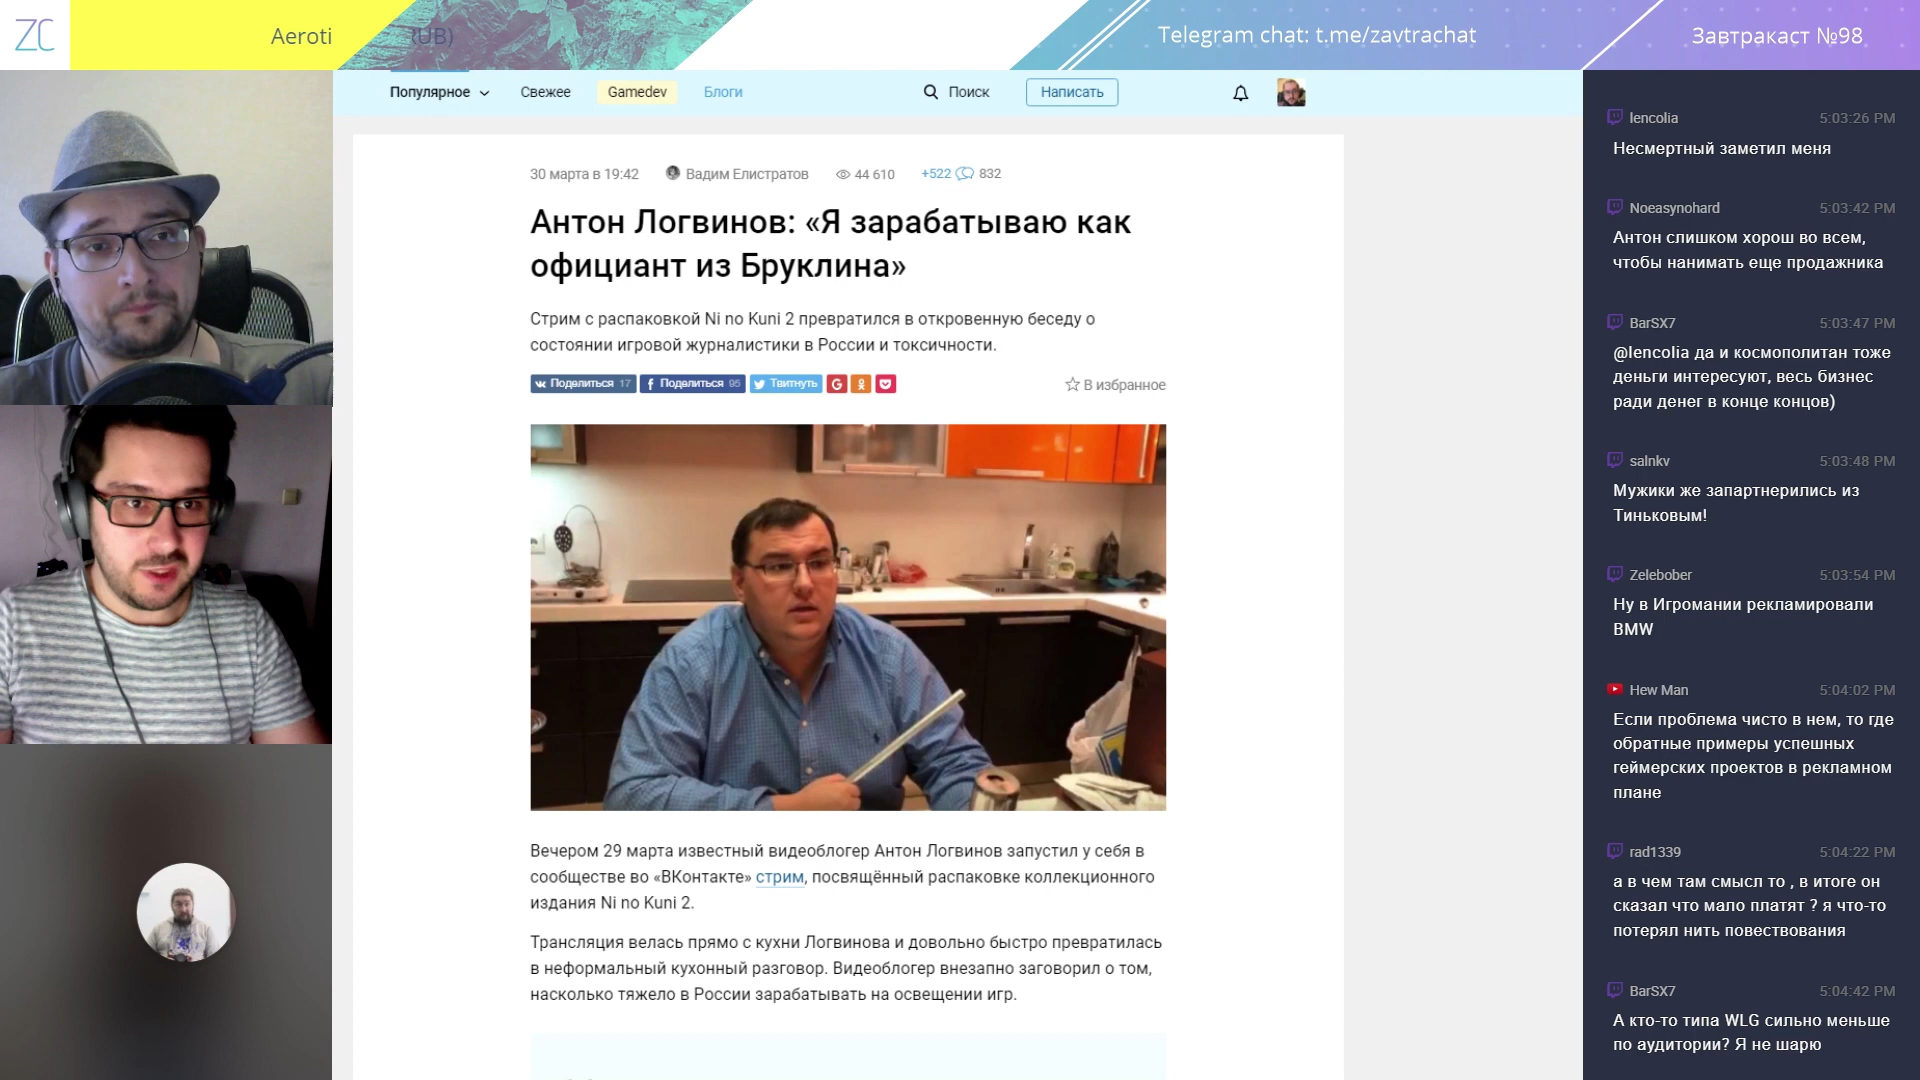 ZC
Aeroti
RUB)
Telegram chat: t.me/zavtrachat
Завтракаст №98
Популярное
Свежее
Gamedev
Блоги
Поиск
Написать
30 марта в 19:42
Вадим Елистратов
44 610
+522
832
Антон Логвинов: «Я зарабатываю как
официант из Бруклина»
Стрим с распаковкой Ni no Kuni 2 превратился в откровенную беседу о
состоянии игровой журналистики в России и токсичности.
Поделиться 17
Поделиться 95
Твитнуть
В избранное
Вечером 29 марта известный видеоблогер Антон Логвинов запустил у себя в
сообществе во «ВКонтакте» стрим, посвящённый распаковке коллекционного
издания Ni no Kuni 2.
Трансляция велась прямо с кухни Логвинова и довольно быстро превратилась
в неформальный кухонный разговор. Видеоблогер внезапно заговорил о том,
насколько тяжело в России зарабатывать на освещении игр.
lencolia 5:03:26 PM
Несмертный заметил меня
Noeasynohard 5:03:42 PM
Антон слишком хорош во всем,
чтобы нанимать еще продажника
BarSX7 5:03:47 PM
@lencolia да и космополитан тоже
деньги интересуют, весь бизнес
ради денег в конце концов)
salnkv 5:03:48 PM
Мужики же запартнерились из
Тиньковым!
Zelebober 5:03:54 PM
Ну в Игромании рекламировали
BMW
Hew Man 5:04:02 PM
Если проблема чисто в нем, то где
обратные примеры успешных
геймерских проектов в рекламном
плане
rad1339 5:04:22 PM
а в чем там смысл то , в итоге он
сказал что мало платят ? я что-то
потерял нить повествования
BarSX7 5:04:42 PM
А кто-то типа WLG сильно меньше
по аудитории? Я не шарю